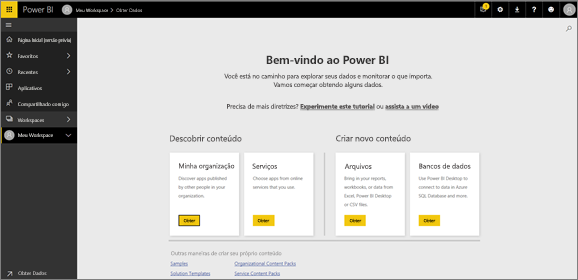 Power BI
Meu Workspace > Obter Dados
Página Inicial (versão prévia)
Favoritos
Recentes
Aplicativos
Compartilhado comigo
Workspaces
Meu Workspace
Obter Dados
Bem-vindo ao Power BI
Você está no caminho para explorar seus dados e monitorar o que importa.
Vamos começar obtendo alguns dados.
Precisa de mais diretrizes? Experimente este tutorial ou assista a um vídeo
Descobrir conteúdo
Criar novo conteúdo
Minha organização
Discover apps published
by other people in your
organization.
Obter
Serviços
Choose apps from online
services that you use.
Obter
Arquivos
Bring in your reports,
workbooks, or data from
Excel, Power BI Desktop
or CSV files.
Obter
Bancos de dados
Use Power BI Desktop to
connect to data in Azure
SQL Database and more.
Obter
Outras maneiras de criar seu próprio conteúdo
Samples
Organizational Content Packs
Solution Templates
Service Content Packs